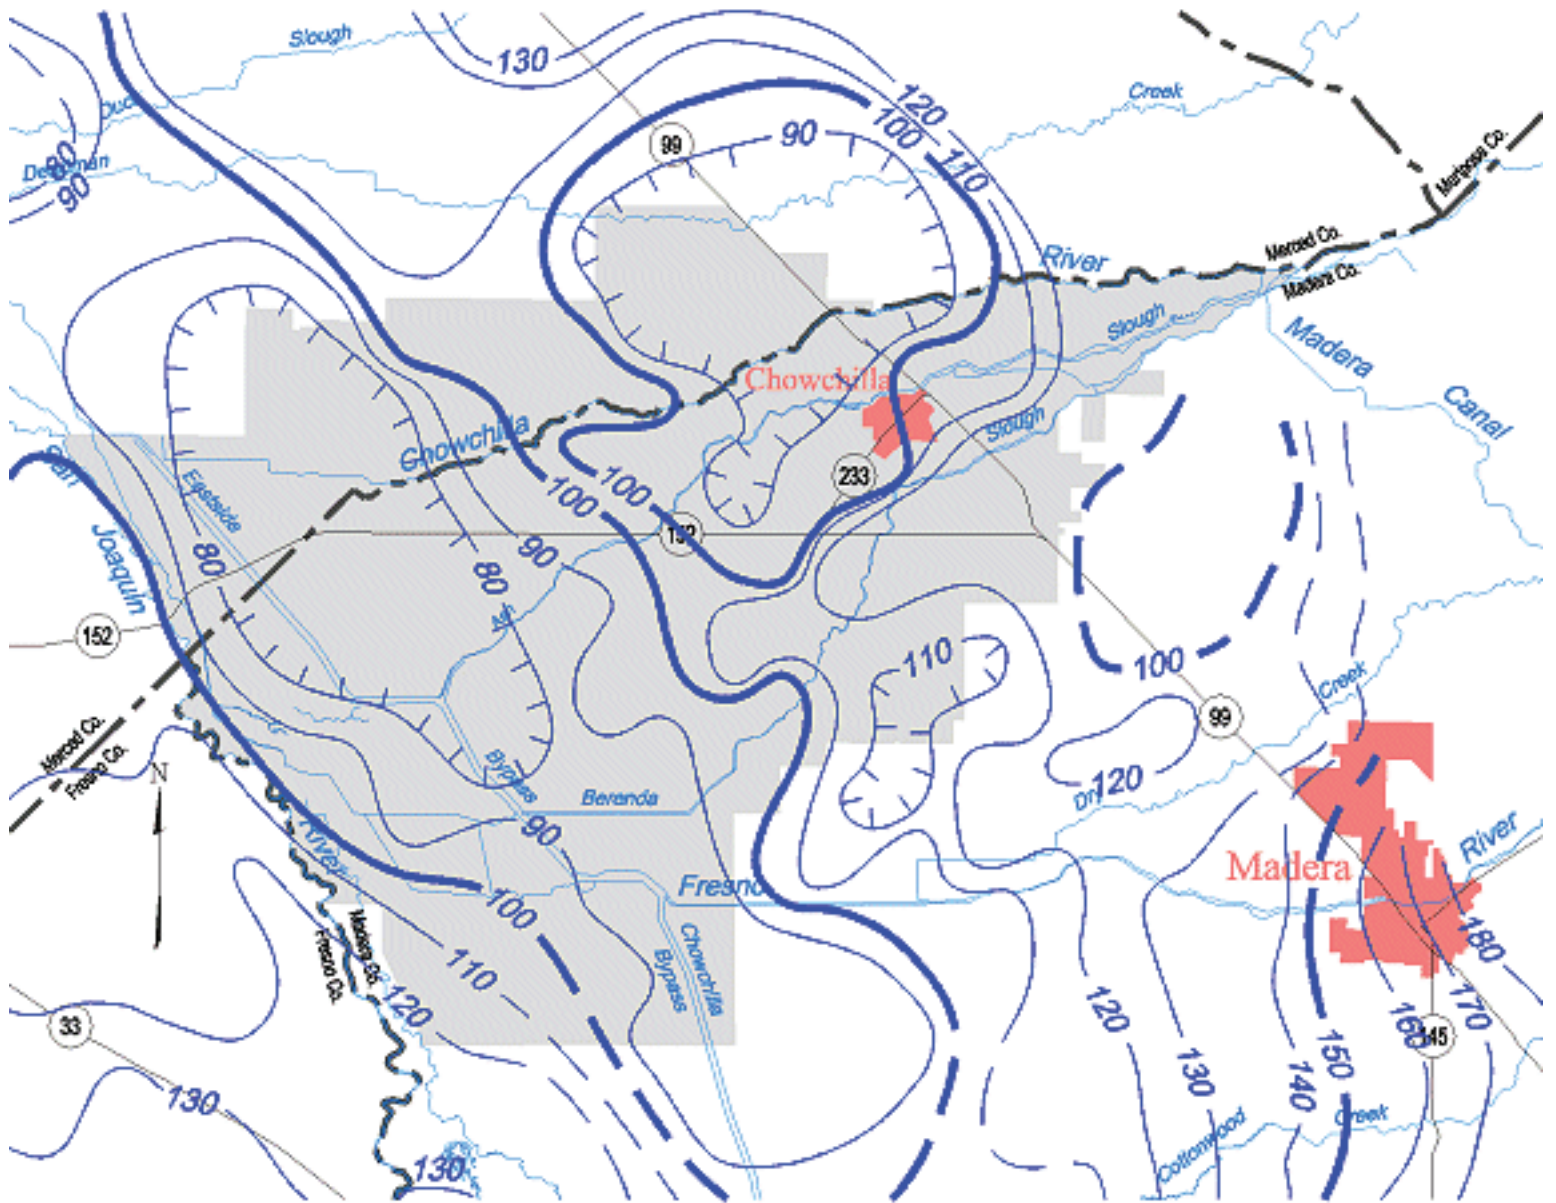 Slough
130
Creek
120
100
99
90
110
Mariposa Co.
80
90
River
Merced Co.
Madera Co.
Slough
Madera
Canal
Chowchilla
Slough
Chowchilla
San
Joaquin
Eastside
100
100
233
152
90
80
80
152
110
100
99
Creek
120
Dry
Merced Co.
Fresno Co.
N
Bypass
Berenda
90
River
River
Madera
Fresno
100
110
120
Madera Co.
Fresno Co.
Chowchilla
Bypass
180
170
160
145
150
140
130
120
33
130
130
Cottonwood
Creek